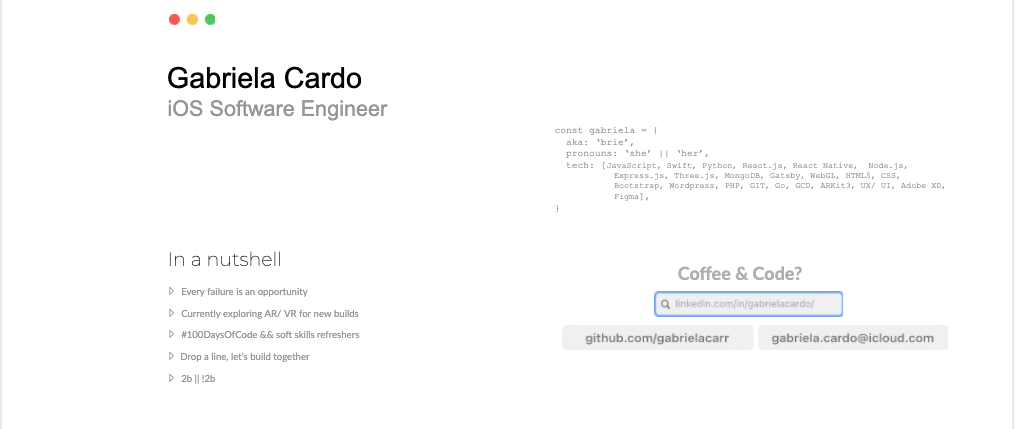 Gabriela Cardo
iOS Software Engineer
const gabriela = {
aka: ‘brie’,
pronouns: ‘she’ || ‘her’,
tech: [JavaScript, Swift, Python, React.js, React Native, Node.js,
Express.js, Three.js, MongoDB, Gatsby, WebGL, HTML5, CSS,
Bootstrap, Wordpress, PHP, GIT, Go, GCD, ARKit3, UX/ UI, Adobe XD,
Figma],
}
In a nutshell
Every failure is an opportunity
Currently exploring AR/ VR for new builds
#100DaysOfCode && soft skills refreshers
Drop a line, let’s build together
2b || !2b
Coffee & Code?
linkedin.com/in/gabrielacardo/
github.com/gabrielacarr
gabriela.cardo@icloud.com